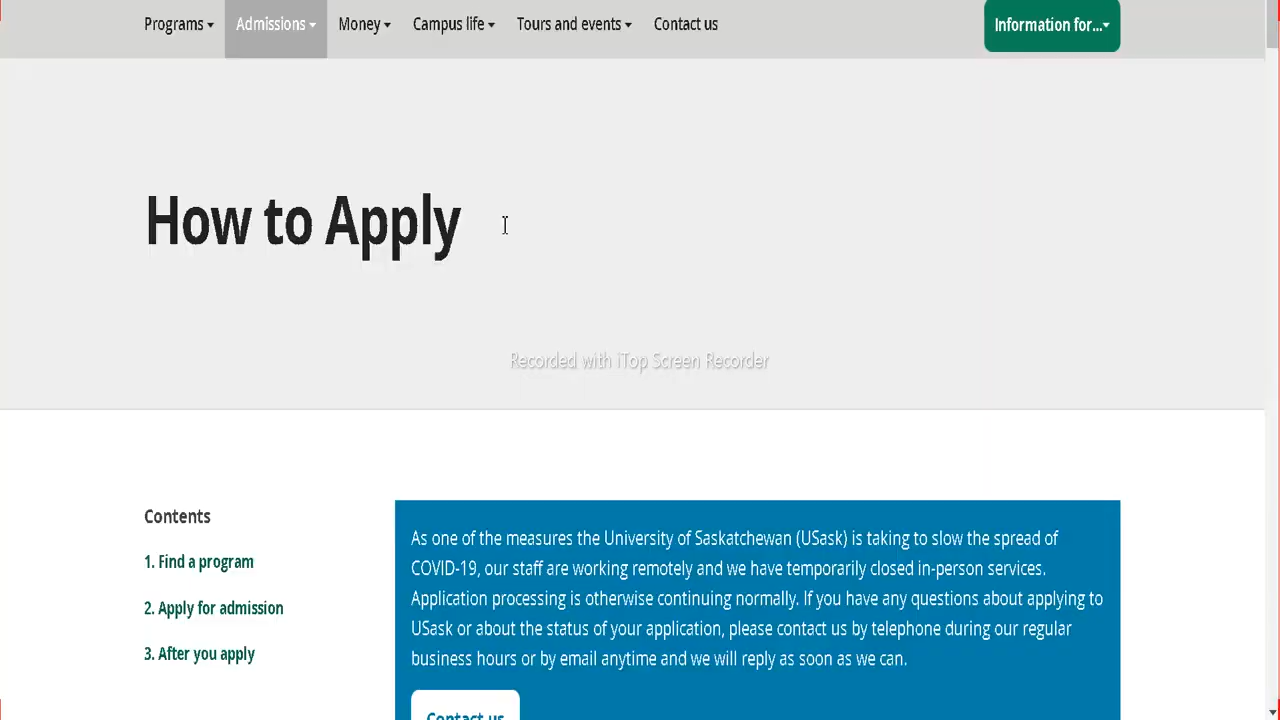 Programs Admissions Money Campus life Tours and events Contact us Information for...
How to Apply
Recorded with iTop Screen Recorder
Contents
1. Find a program
2. Apply for admission
3. After you apply
As one of the measures the University of Saskatchewan (USask) is taking to slow the spread of
COVID-19, our staff are working remotely and we have temporarily closed in-person services.
Application processing is otherwise continuing normally. If you have any questions about applying to
USask or about the status of your application, please contact us by telephone during our regular
business hours or by email anytime and we will reply as soon as we can.
Contact us